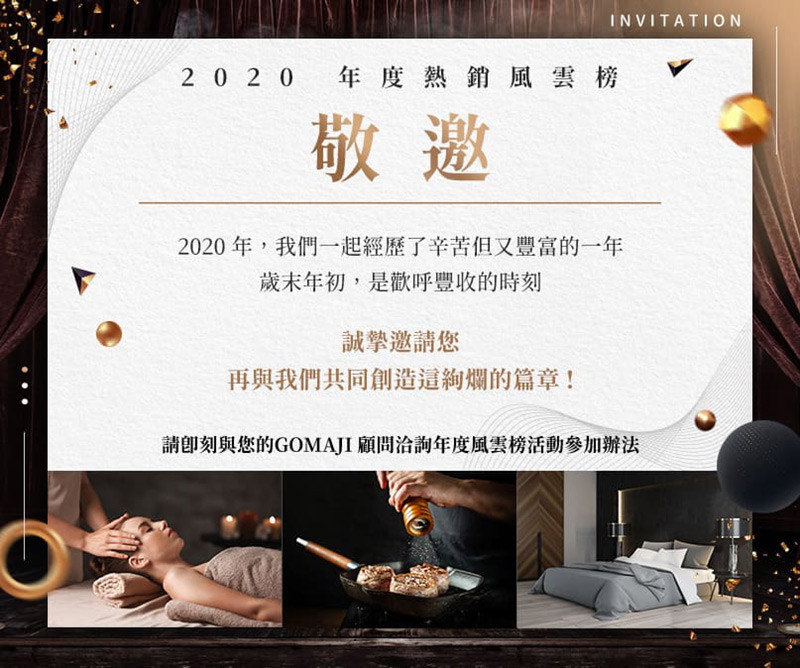 INVITATION
2020 年度熱銷風雲榜
敬邀
2020 年，我們一起經歷了辛苦但又豐富的一年
歲末年初，是歡呼豐收的時刻
誠摯邀請您
再與我們共同創造這絢爛的篇章！
請即刻與您的GOMAJI 顧問洽詢年度風雲榜活動參加辦法